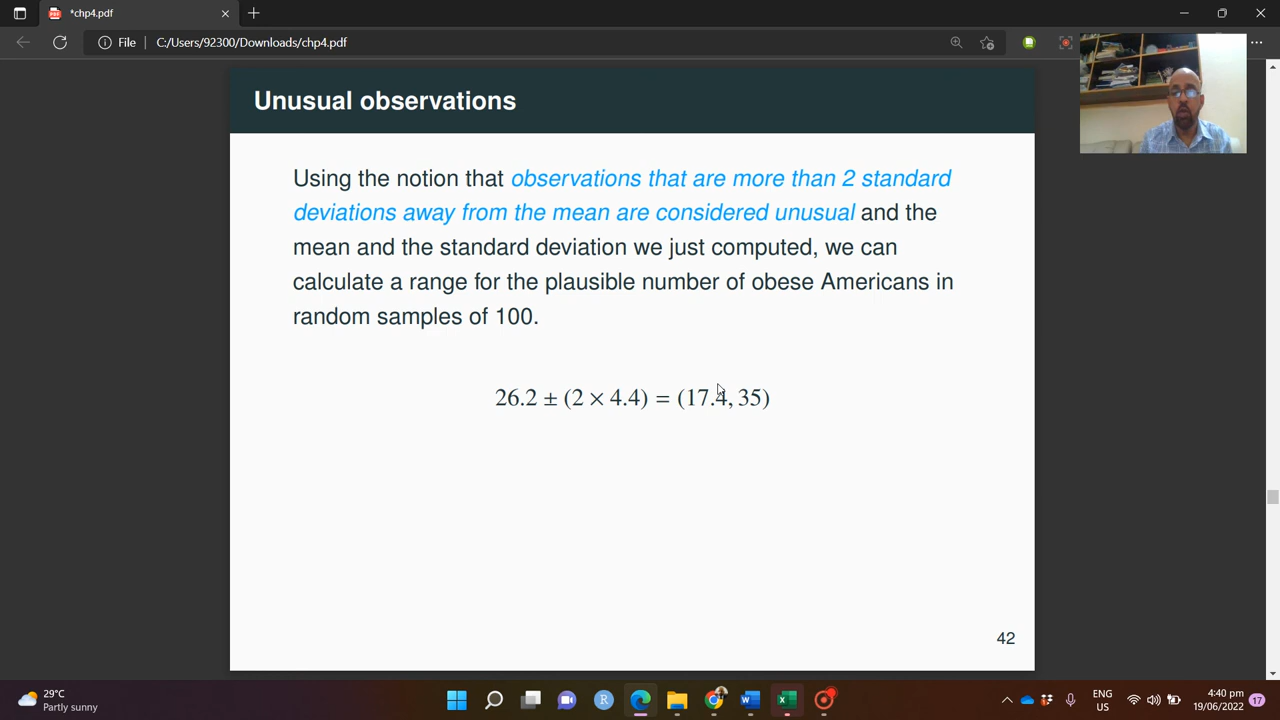 *chp4.pdf
File
C:/Users/92300/Downloads/chp4.pdf
Unusual observations
Using the notion that observations that are more than 2 standard
deviations away from the mean are considered unusual and the
mean and the standard deviation we just computed, we can
calculate a range for the plausible number of obese Americans in
random samples of 100.
26.2 ± (2 × 4.4) = (17.4, 35)
42
29°C
Partly sunny
ENG
US
4:40 pm
19/06/2022
17